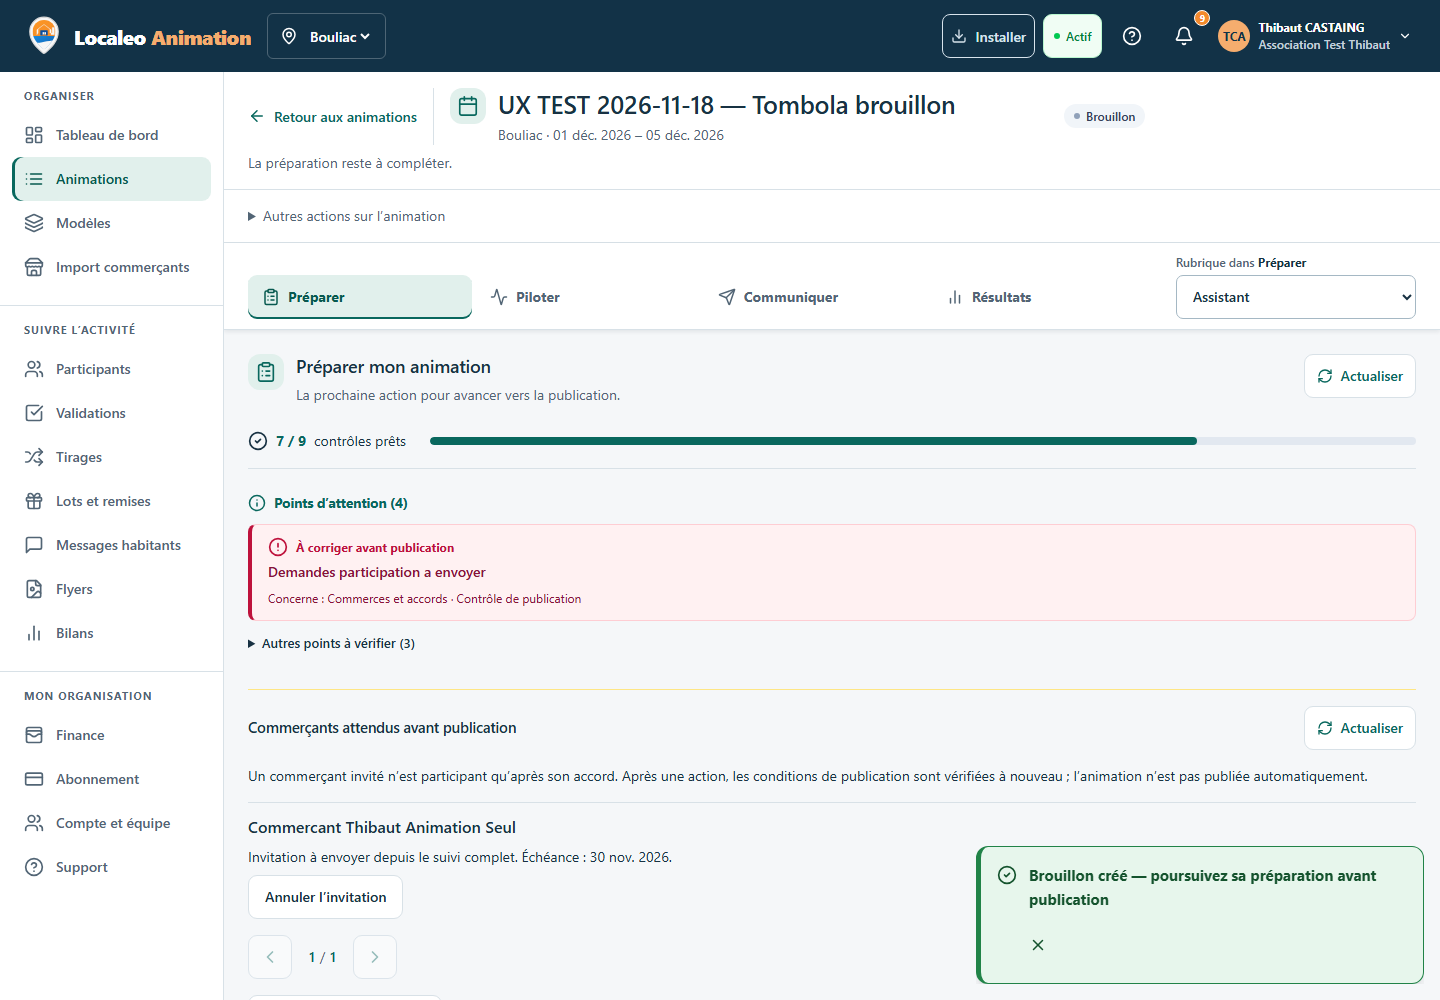 Localeo Animation
Bouliac
Installer
Actif
9
TCA
Thibaut CASTAING
Association Test Thibaut
ORGANISER
Tableau de bord
Animations
Modèles
Import commerçants
SUIVRE L'ACTIVITÉ
Participants
Validations
Tirages
Lots et remises
Messages habitants
Flyers
Bilans
MON ORGANISATION
Finance
Abonnement
Compte et équipe
Support
Retour aux animations
UX TEST 2026-11-18 — Tombola brouillon
Bouliac · 01 déc. 2026 – 05 déc. 2026
Brouillon
La préparation reste à compléter.
Autres actions sur l'animation
Préparer
Piloter
Communiquer
Résultats
Rubrique dans Préparer
Assistant
Préparer mon animation
La prochaine action pour avancer vers la publication.
Actualiser
7 / 9 contrôles prêts
Points d'attention (4)
À corriger avant publication
Demandes participation a envoyer
Concerne : Commerces et accords · Contrôle de publication
Autres points à vérifier (3)
Commerçants attendus avant publication
Actualiser
Un commerçant invité n'est participant qu'après son accord. Après une action, les conditions de publication sont vérifiées à nouveau ; l'animation n'est pas publiée automatiquement.
Commercant Thibaut Animation Seul
Invitation à envoyer depuis le suivi complet. Échéance : 30 nov. 2026.
Annuler l'invitation
1 / 1
Brouillon créé — poursuivez sa préparation avant
publication